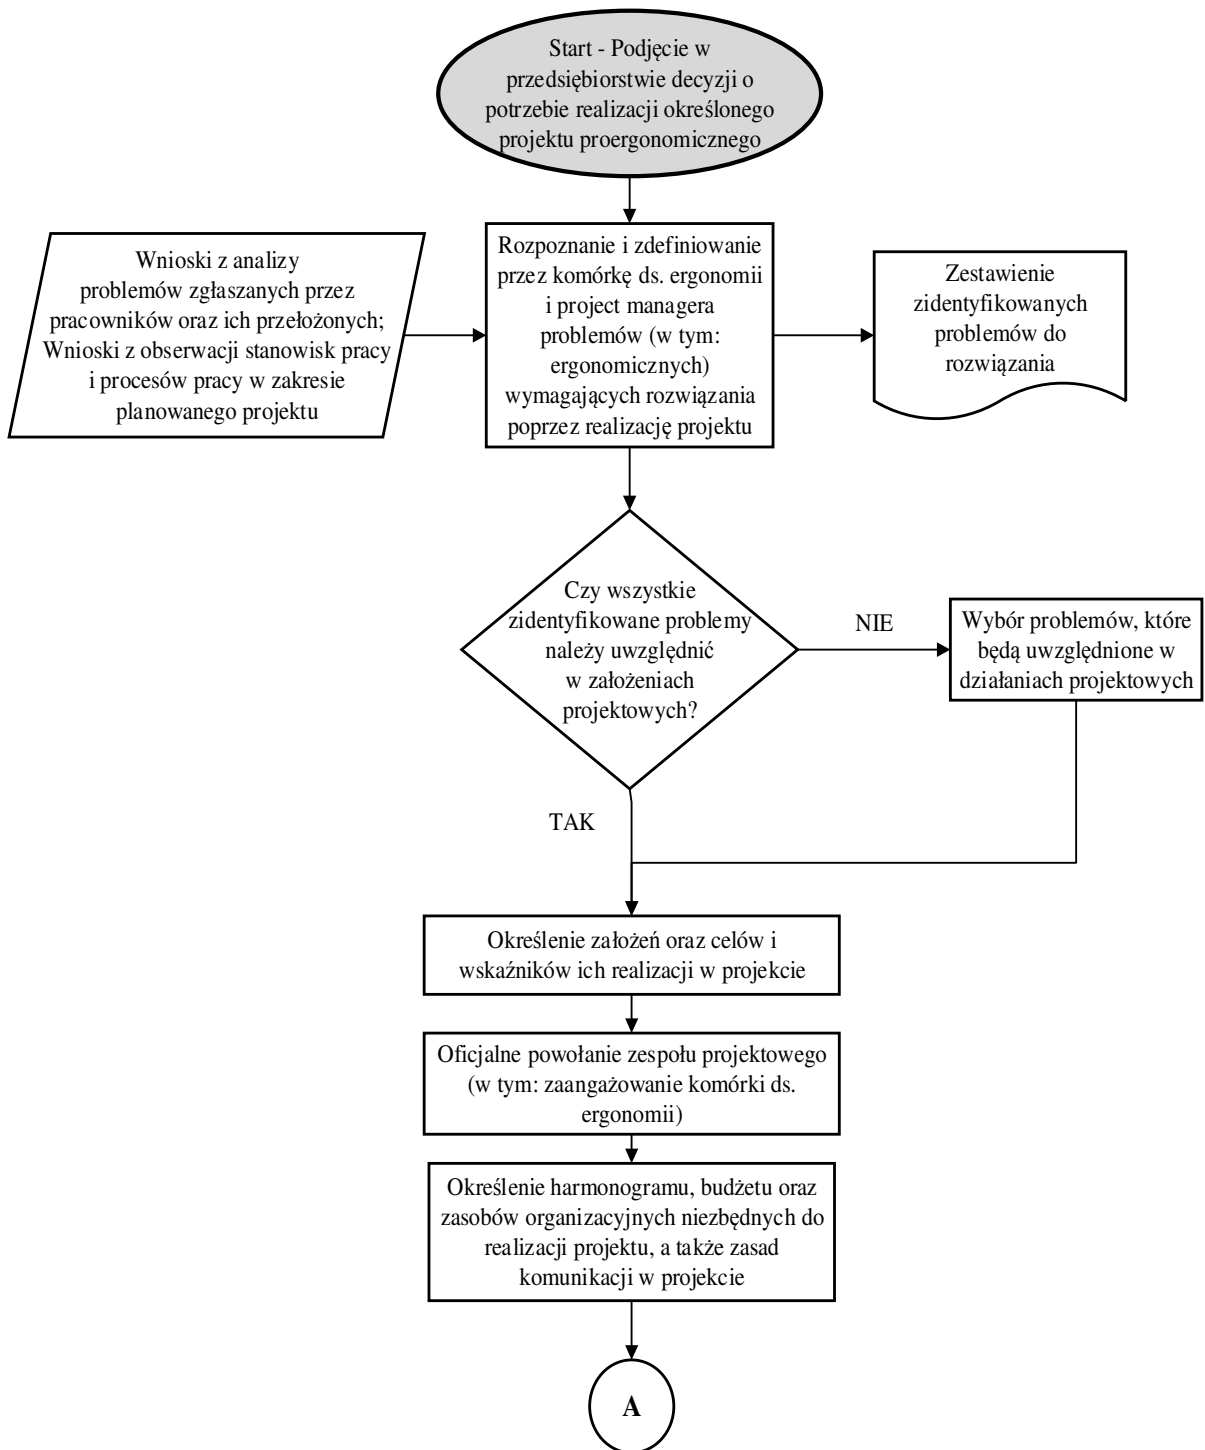 Start - Podjęcie w
przedsiębiorstwie decyzji o
potrzebie realizacji określonego
projektu proergonomicznego
Wnioski z analizy
problemów zgłaszanych przez
pracowników oraz ich przełożonych;
Wnioski z obserwacji stanowisk pracy
i procesów pracy w zakresie
planowanego projektu
Rozpoznanie i zdefiniowanie
przez komórkę ds. ergonomii
i project managera
problemów (w tym:
ergonomicznych)
wymagających rozwiązania
poprzez realizację projektu
Zestawienie
zidentyfikowanych
problemów do
rozwiązania
Czy wszystkie
zidentyfikowane problemy
należy uwzględnić
w założeniach
projektowych?
NIE
Wybór problemów, które
będą uwzględnione w
działaniach projektowych
TAK
Określenie założeń oraz celów i
wskaźników ich realizacji w projekcie
Oficjalne powołanie zespołu projektowego
(w tym: zaangażowanie komórki ds.
ergonomii)
Określenie harmonogramu, budżetu oraz
zasobów organizacyjnych niezbędnych do
realizacji projektu, a także zasad
komunikacji w projekcie
A